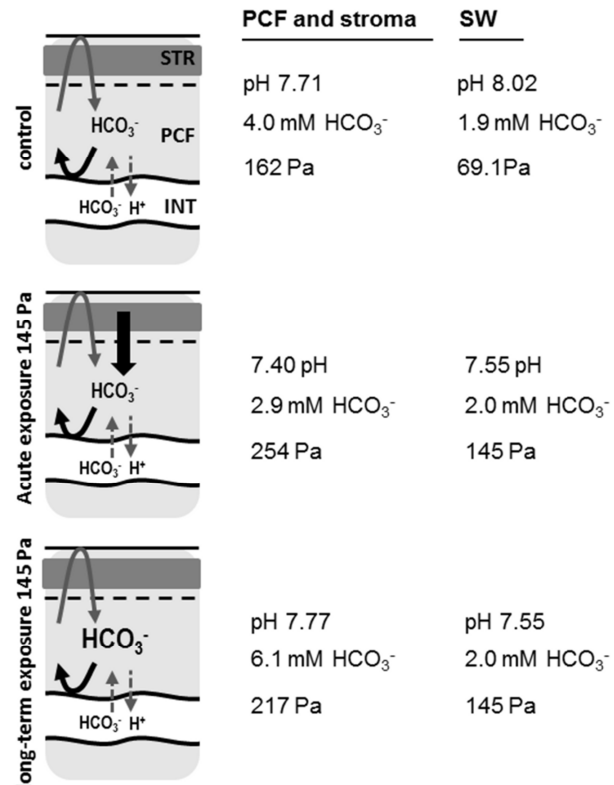 PCF and stroma SW
control
STR
HCO₃⁻ PCF
HCO₃⁻ H⁺ INT
pH 7.71 pH 8.02
4.0 mM HCO₃⁻ 1.9 mM HCO₃⁻
162 Pa 69.1Pa
Acute exposure 145 Pa
HCO₃⁻
HCO₃⁻ H⁺
7.40 pH 7.55 pH
2.9 mM HCO₃⁻ 2.0 mM HCO₃⁻
254 Pa 145 Pa
ong-term exposure 145 Pa
HCO₃⁻
HCO₃⁻ H⁺
pH 7.77 pH 7.55
6.1 mM HCO₃⁻ 2.0 mM HCO₃⁻
217 Pa 145 Pa